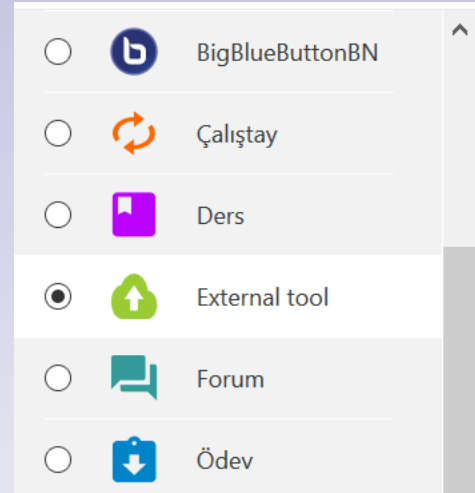 BigBlueButtonBN
Çalıştay
Ders
External tool
Forum
Ödev